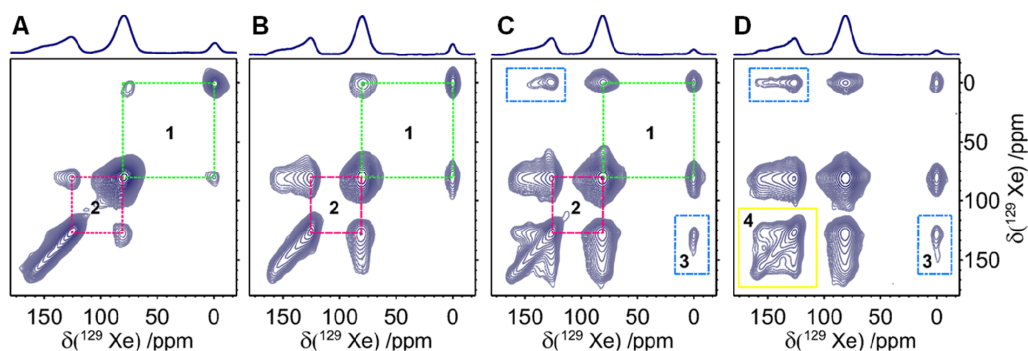 A B C D
1 1 1
2 2 2
3 4 3
0
50
100
150
150 100 50 0 150 100 50 0 150 100 50 0 150 100 50 0
δ(¹²⁹ Xe) /ppm δ(¹²⁹ Xe) /ppm δ(¹²⁹ Xe) /ppm δ(¹²⁹ Xe) /ppm
δ(¹²⁹ Xe) /ppm